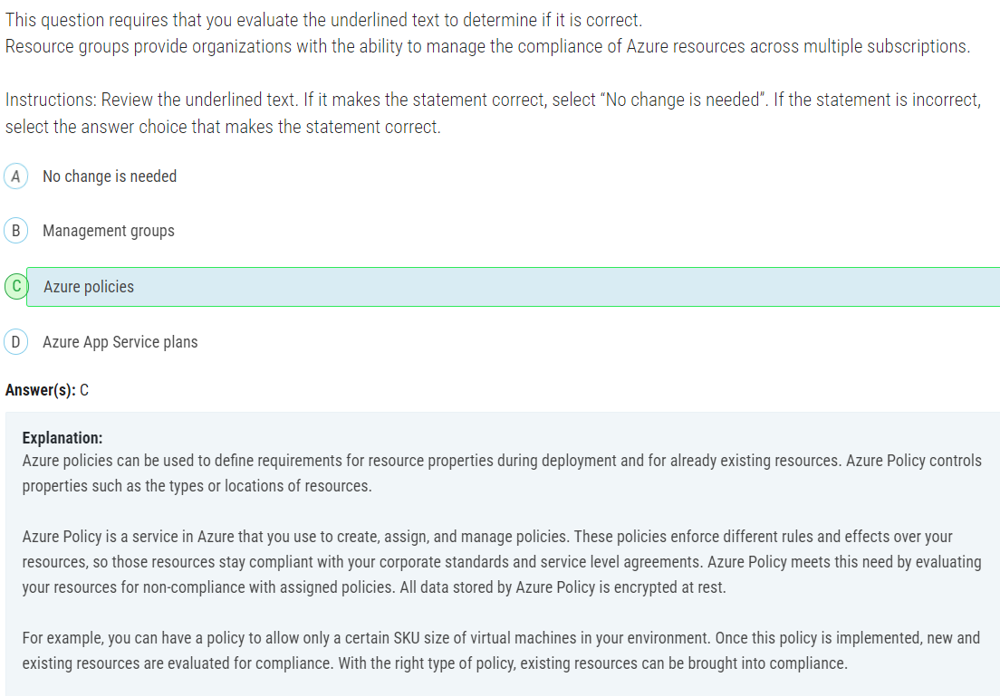 This question requires that you evaluate the underlined text to determine if it is correct.
Resource groups provide organizations with the ability to manage the compliance of Azure resources across multiple subscriptions.
Instructions: Review the underlined text. If it makes the statement correct, select “No change is needed”. If the statement is incorrect,
select the answer choice that makes the statement correct.
A No change is needed
B Management groups
C Azure policies
D Azure App Service plans
Answer(s): C
Explanation:
Azure policies can be used to define requirements for resource properties during deployment and for already existing resources. Azure Policy controls
properties such as the types or locations of resources.
Azure Policy is a service in Azure that you use to create, assign, and manage policies. These policies enforce different rules and effects over your
resources, so those resources stay compliant with your corporate standards and service level agreements. Azure Policy meets this need by evaluating
your resources for non-compliance with assigned policies. All data stored by Azure Policy is encrypted at rest.
For example, you can have a policy to allow only a certain SKU size of virtual machines in your environment. Once this policy is implemented, new and
existing resources are evaluated for compliance. With the right type of policy, existing resources can be brought into compliance.